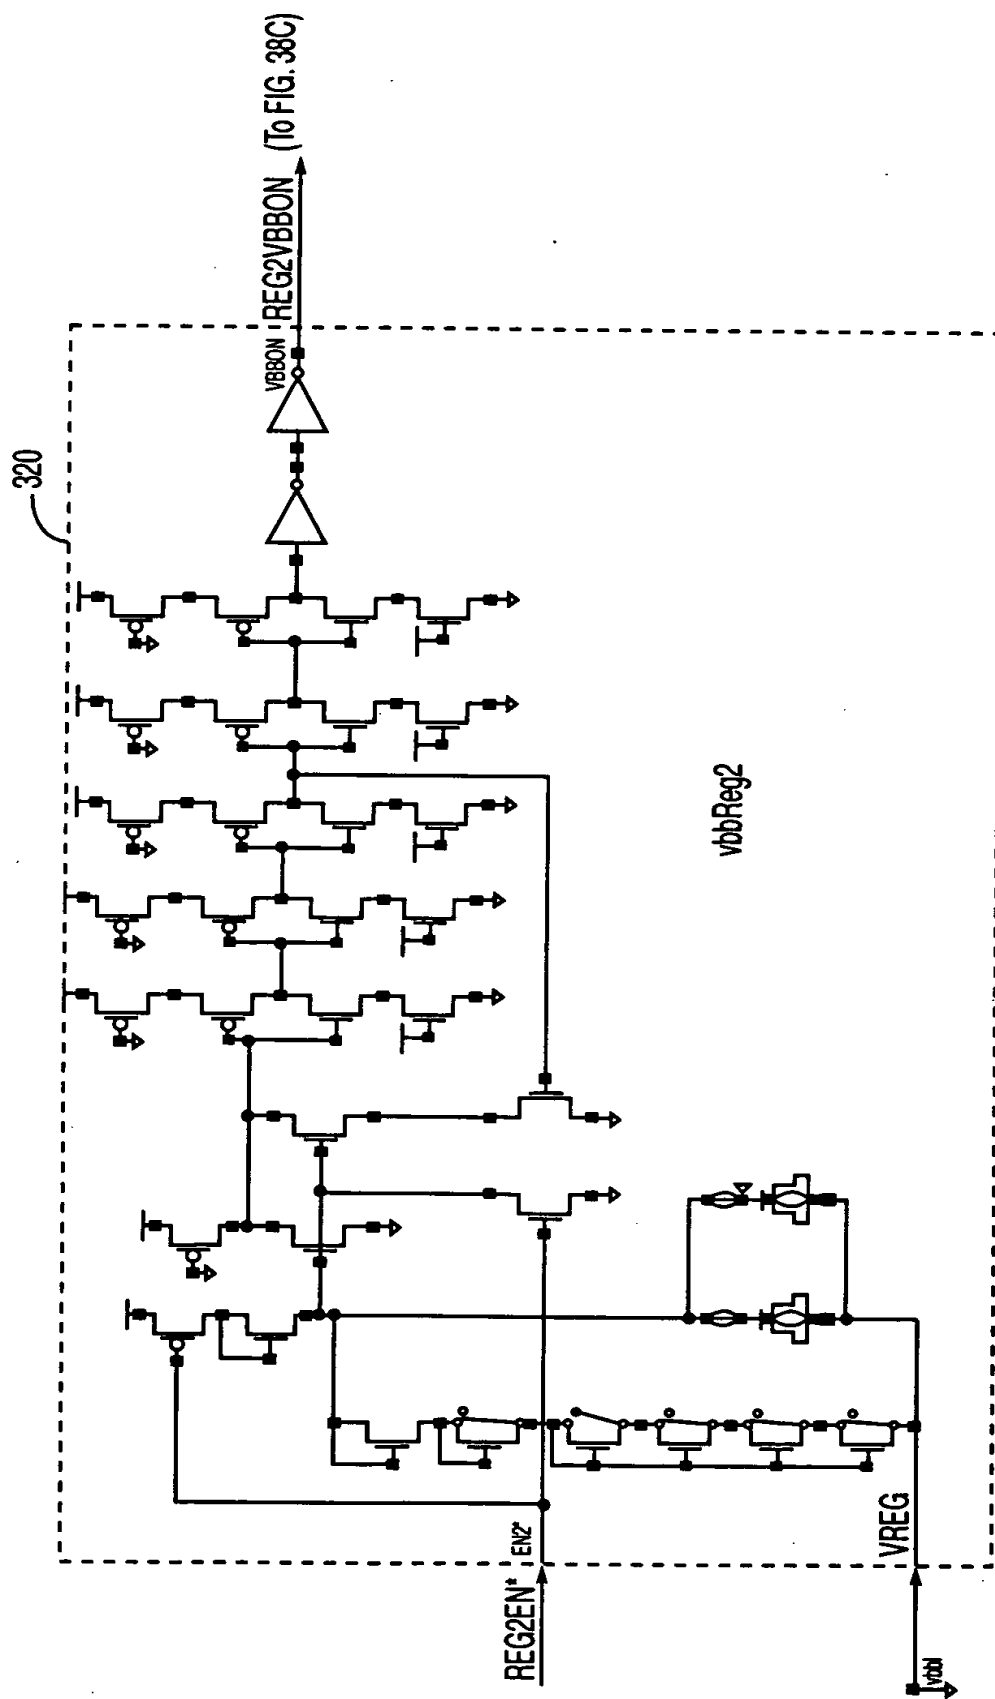 320
VBBON
REG2VBBON (To FIG. 38C)
vbbReg2
REG2EN*
EN2*
VREG
vbbl